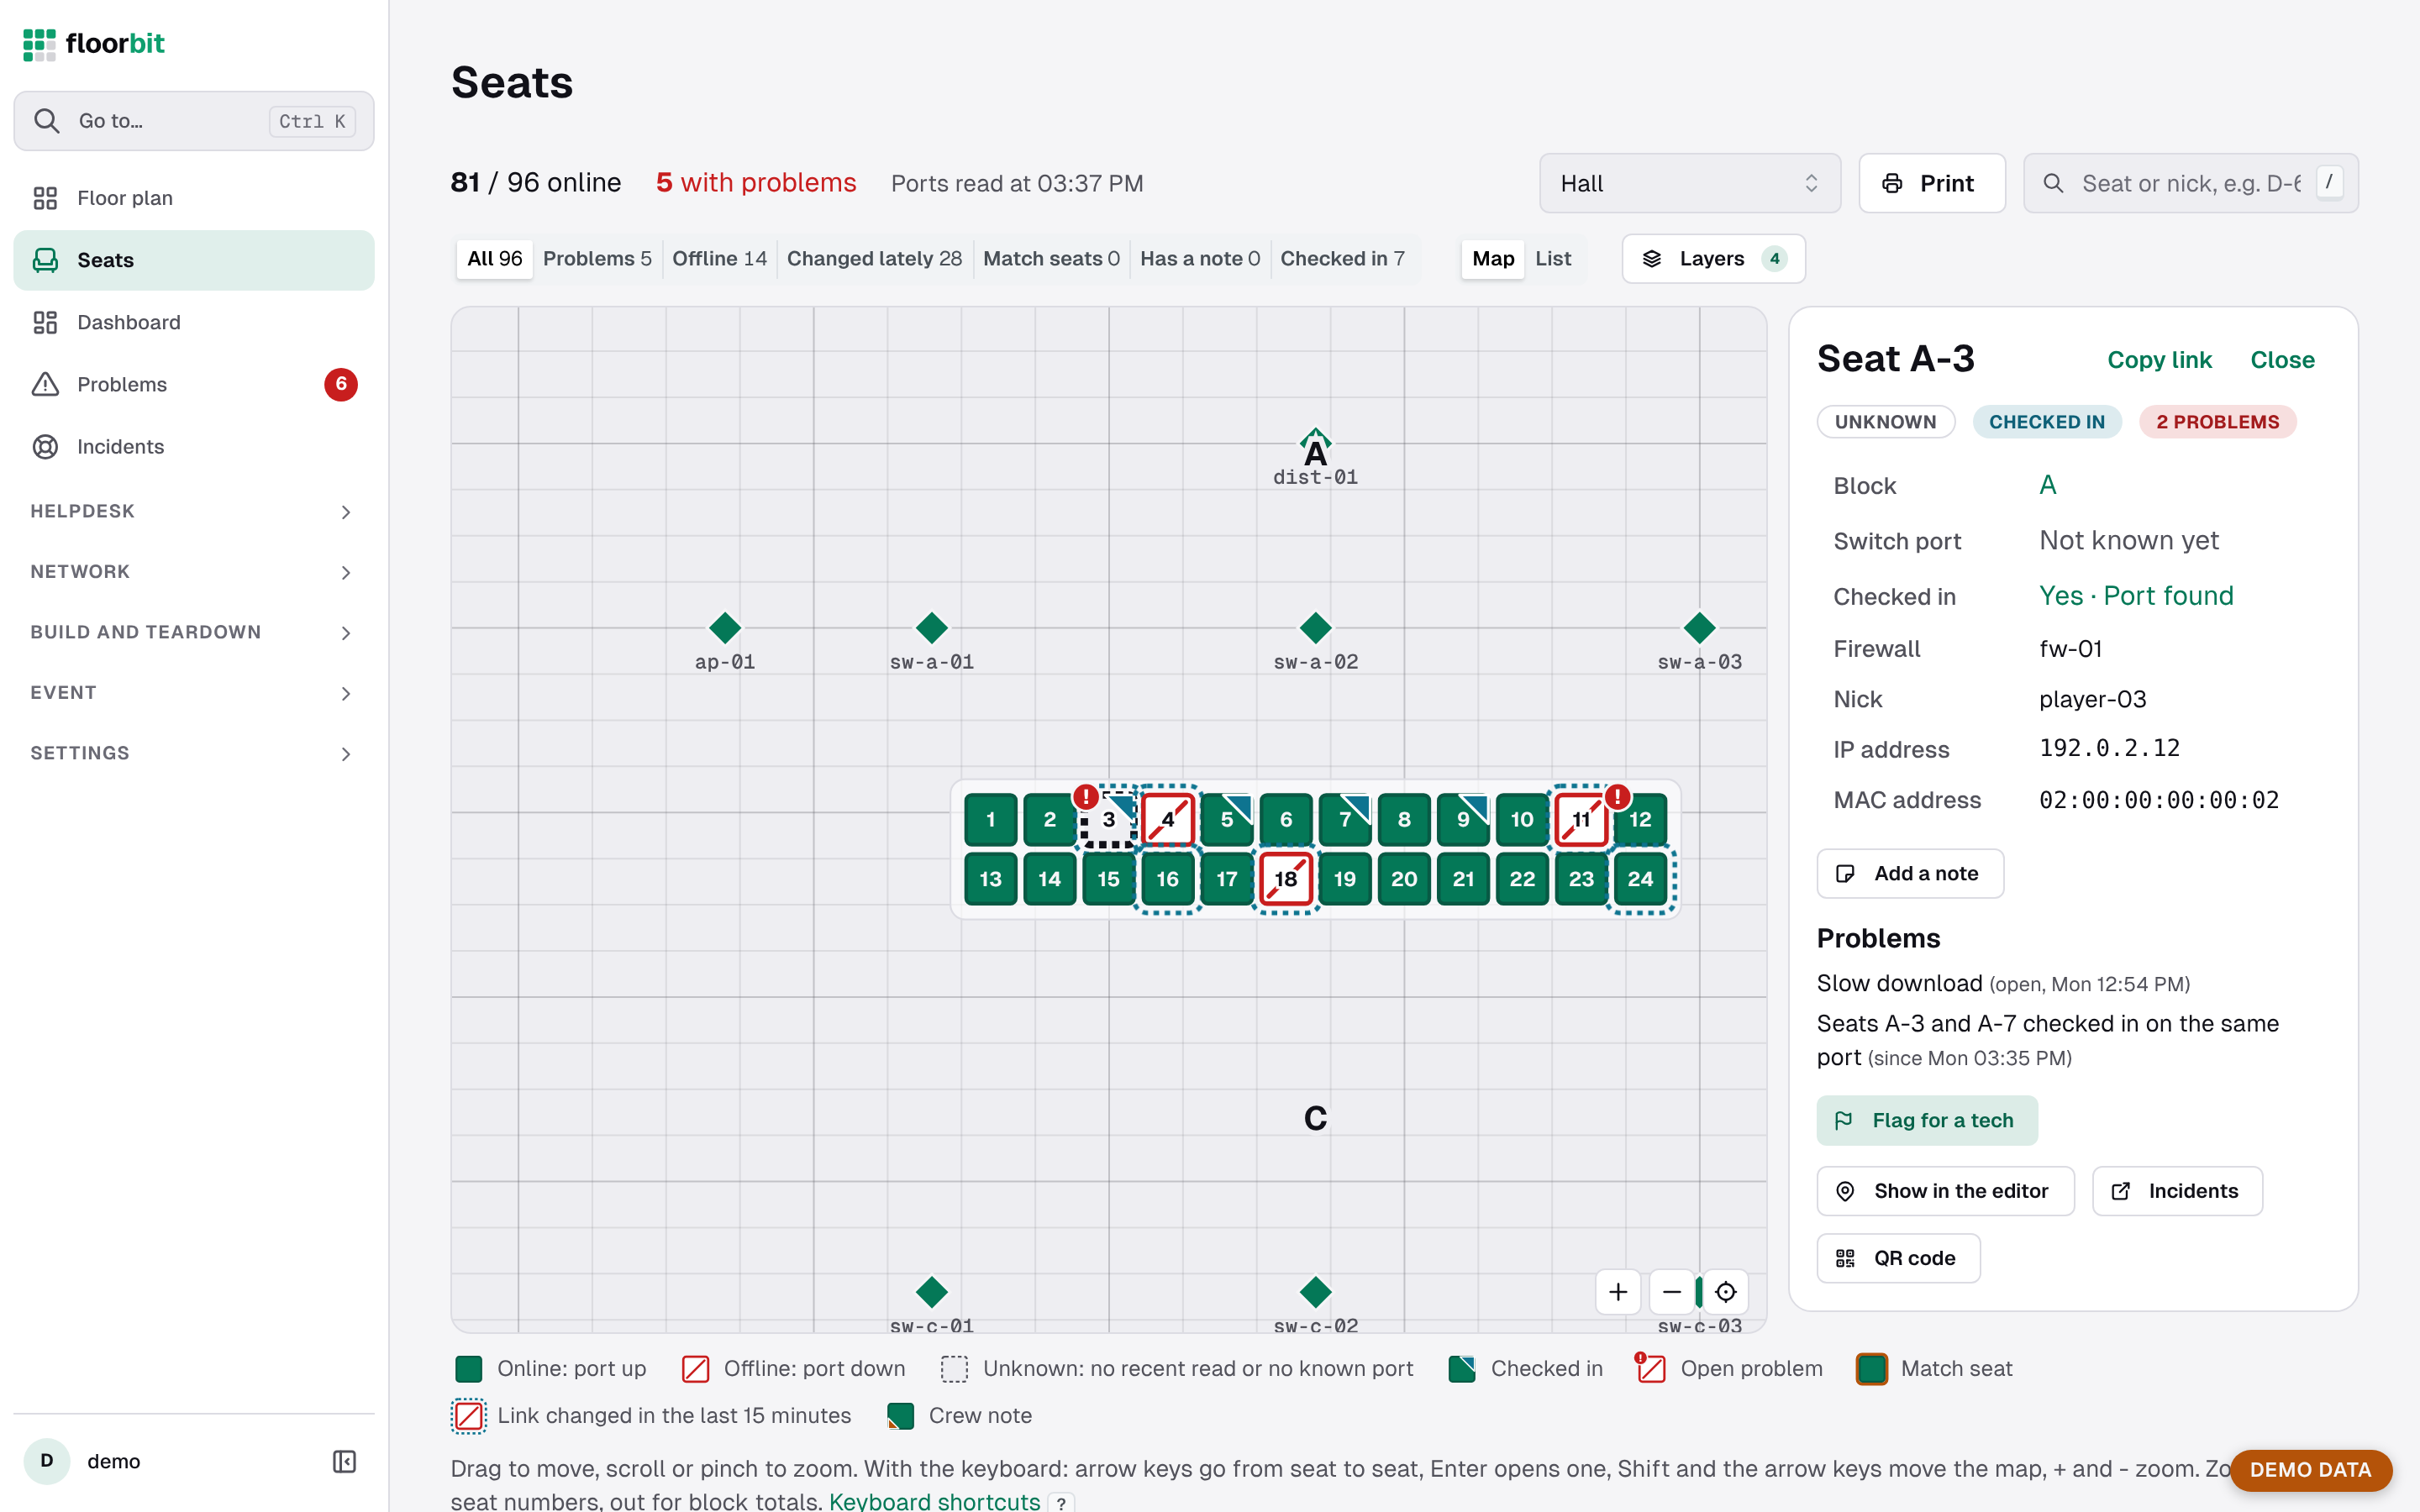 floorbit
Go to...
Ctrl K
Floor plan
Seats
Dashboard
Problems
6
Incidents
HELPDESK
NETWORK
BUILD AND TEARDOWN
EVENT
SETTINGS
D
demo
Seats
81 / 96 online
5 with problems
Ports read at 03:37 PM
Hall
Print
Seat or nick, e.g. D-6
/
All 96
Problems 5
Offline 14
Changed lately 28
Match seats 0
Has a note 0
Checked in 7
Map
List
Layers
4
A
dist-01
ap-01
sw-a-01
sw-a-02
sw-a-03
! !
1 2 3 4 5 6 7 8 9 10 11 12
13 14 15 16 17 18 19 20 21 22 23 24
C
sw-c-01
sw-c-02
sw-c-03
Seat A-3
Copy link
Close
UNKNOWN
CHECKED IN
2 PROBLEMS
Block A
Switch port Not known yet
Checked in Yes · Port found
Firewall fw-01
Nick player-03
IP address 192.0.2.12
MAC address 02:00:00:00:00:02
Add a note
Problems
Slow download (open, Mon 12:54 PM)
Seats A-3 and A-7 checked in on the same
port (since Mon 03:35 PM)
Flag for a tech
Show in the editor
Incidents
QR code
Online: port up
Offline: port down
Unknown: no recent read or no known port
Checked in
Open problem
Match seat
Link changed in the last 15 minutes
Crew note
Drag to move, scroll or pinch to zoom. With the keyboard: arrow keys go from seat to seat, Enter opens one, Shift and the arrow keys move the map, + and - zoom.
seat numbers, out for block totals. Keyboard shortcuts ?
DEMO DATA